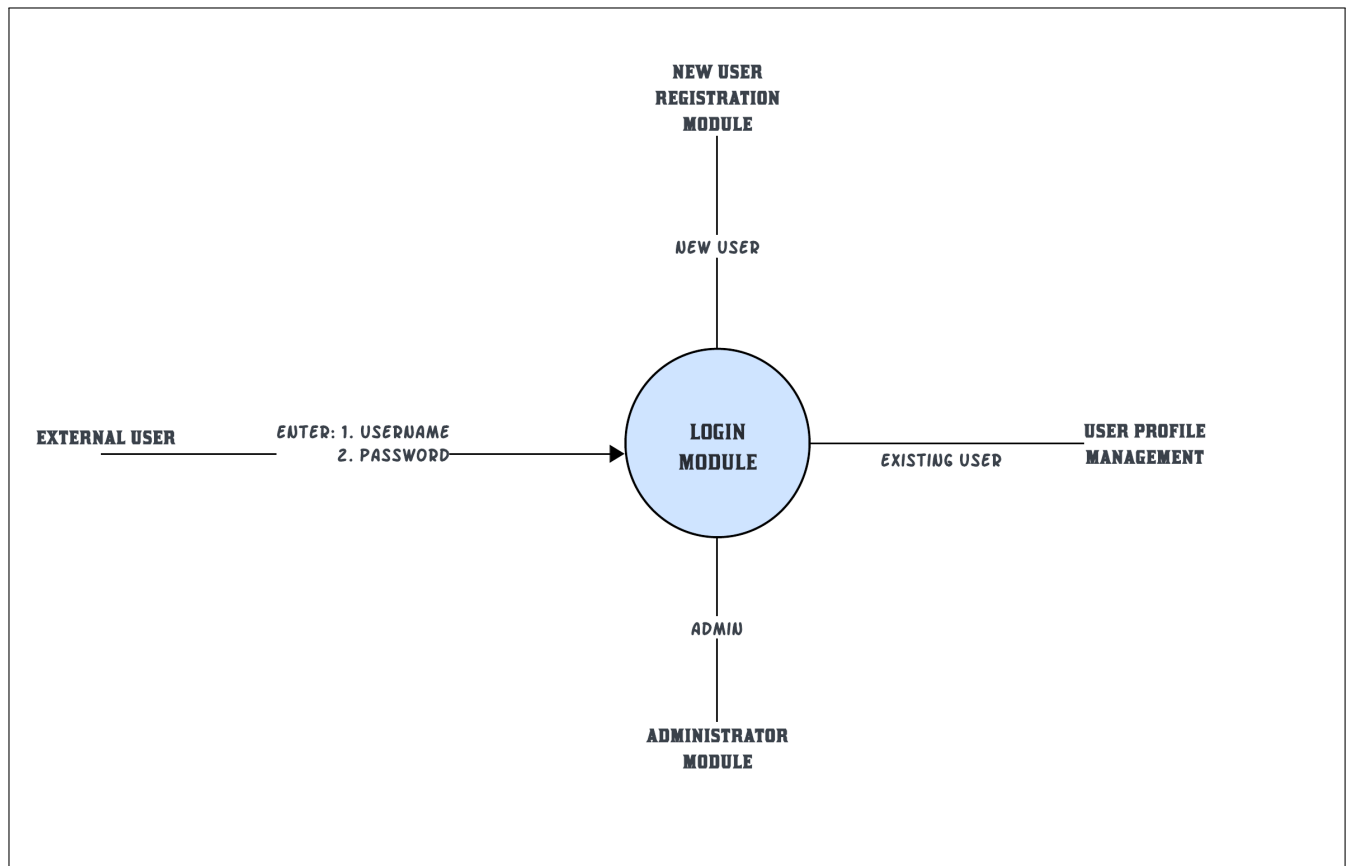 NEW USER
REGISTRATION
MODULE
NEW USER
EXTERNAL USER
ENTER: 1. USERNAME
2. PASSWORD
LOGIN
MODULE
EXISTING USER
USER PROFILE
MANAGEMENT
ADMIN
ADMINISTRATOR
MODULE